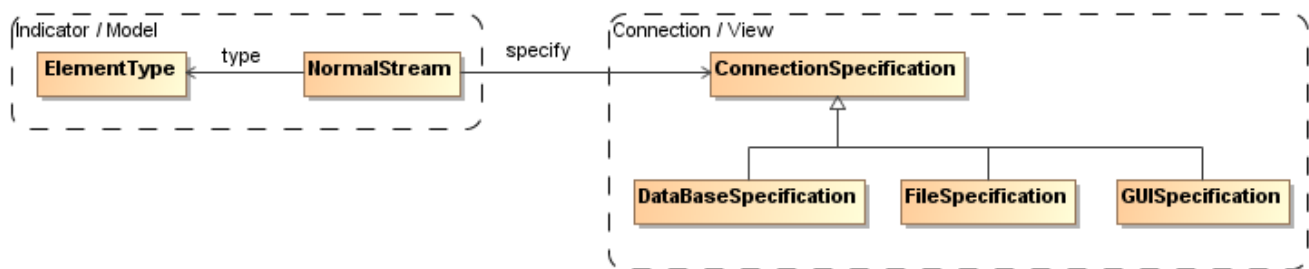 Indicator / Model
ElementType
type
NormalStream
specify
Connection / View
ConnectionSpecification
DataBaseSpecification
FileSpecification
GUISpecification